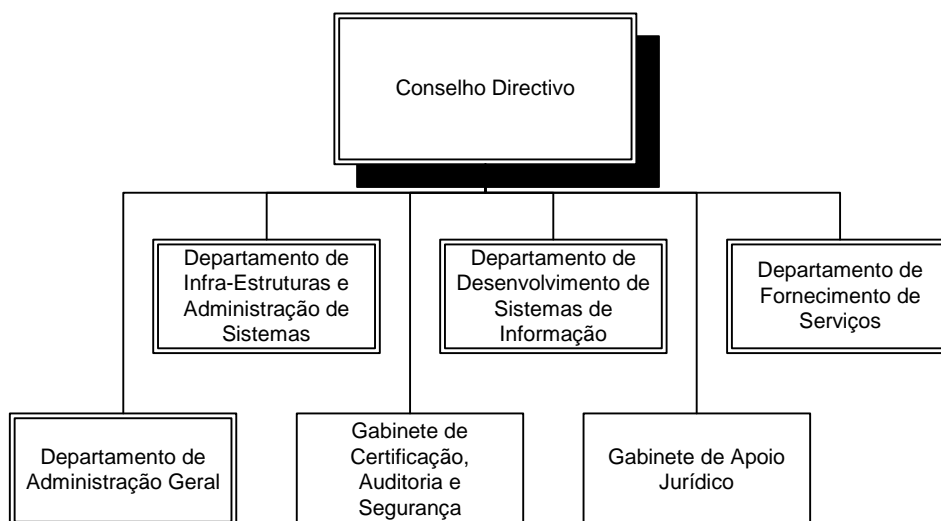 Conselho Directivo
Departamento de
Infra-Estruturas e
Administração de
Sistemas
Departamento de
Desenvolvimento de
Sistemas de
Informação
Departamento de
Fornecimento de
Serviços
Departamento de
Administração Geral
Gabinete de
Certificação,
Auditoria e
Segurança
Gabinete de Apoio
Jurídico